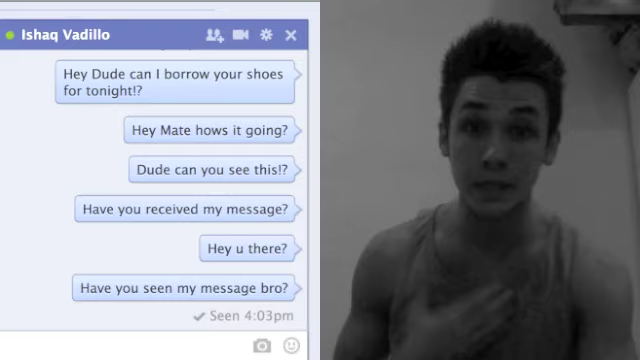 Ishaq Vadillo
Hey Dude can I borrow your shoes
for tonight!?
Hey Mate hows it going?
Dude can you see this!?
Have you received my message?
Hey u there?
Have you seen my message bro?
Seen 4:03pm